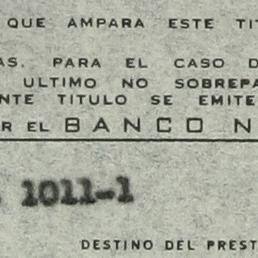 QUE AMPARA ESTE TIT
AS. PARA EL CASO D
ULTIMO NO SOBREPA
NTE TITULO SE EMITE
R EL BANCO N
1011-1
DESTINO DEL PREST